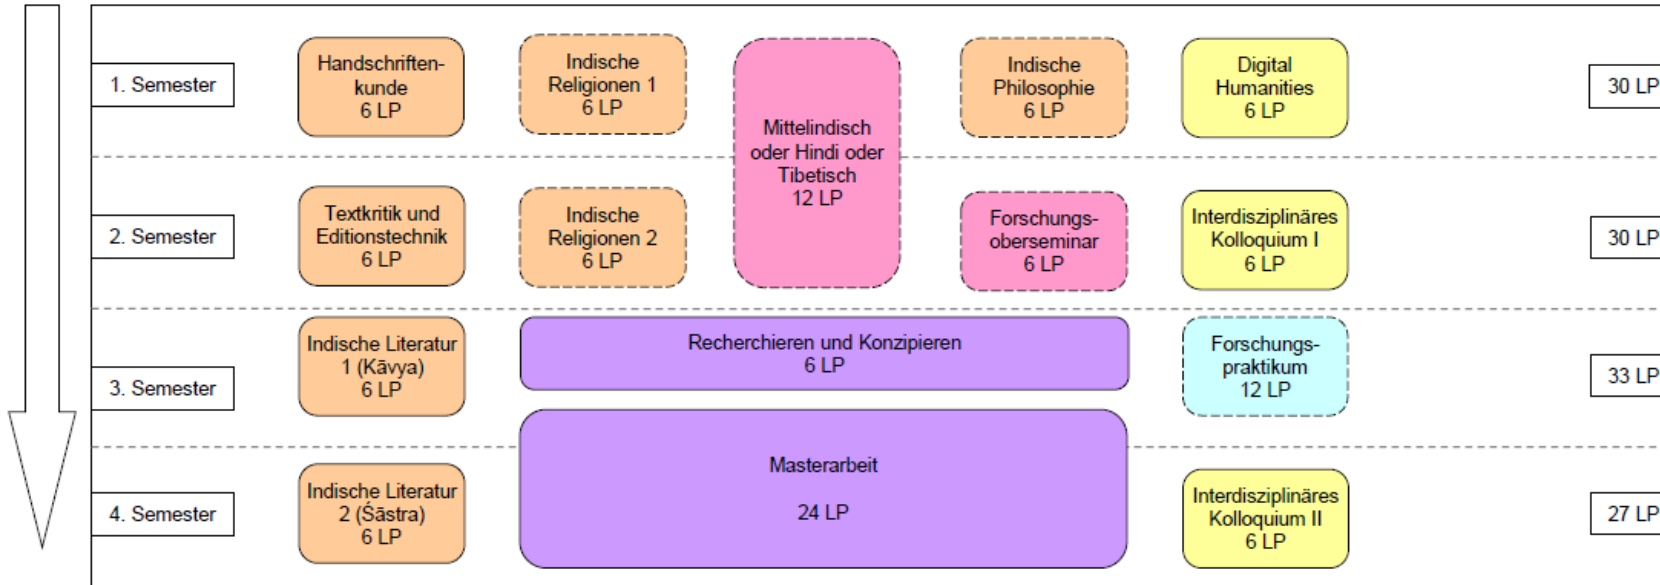 1. Semester
Handschriften-
kunde
6 LP
Indische
Religionen 1
6 LP
Mittelindisch
oder Hindi oder
Tibetisch
12 LP
Indische
Philosophie
6 LP
Digital
Humanities
6 LP
30 LP
2. Semester
Textkritik und
Editionstechnik
6 LP
Indische
Religionen 2
6 LP
Forschungs-
oberseminar
6 LP
Interdisziplinäres
Kolloquium I
6 LP
30 LP
3. Semester
Indische Literatur
1 (Kāvya)
6 LP
Recherchieren und Konzipieren
6 LP
Forschungs-
praktikum
12 LP
33 LP
Masterarbeit
24 LP
4. Semester
Indische Literatur
2 (Śāstra)
6 LP
Interdisziplinäres
Kolloquium II
6 LP
27 LP